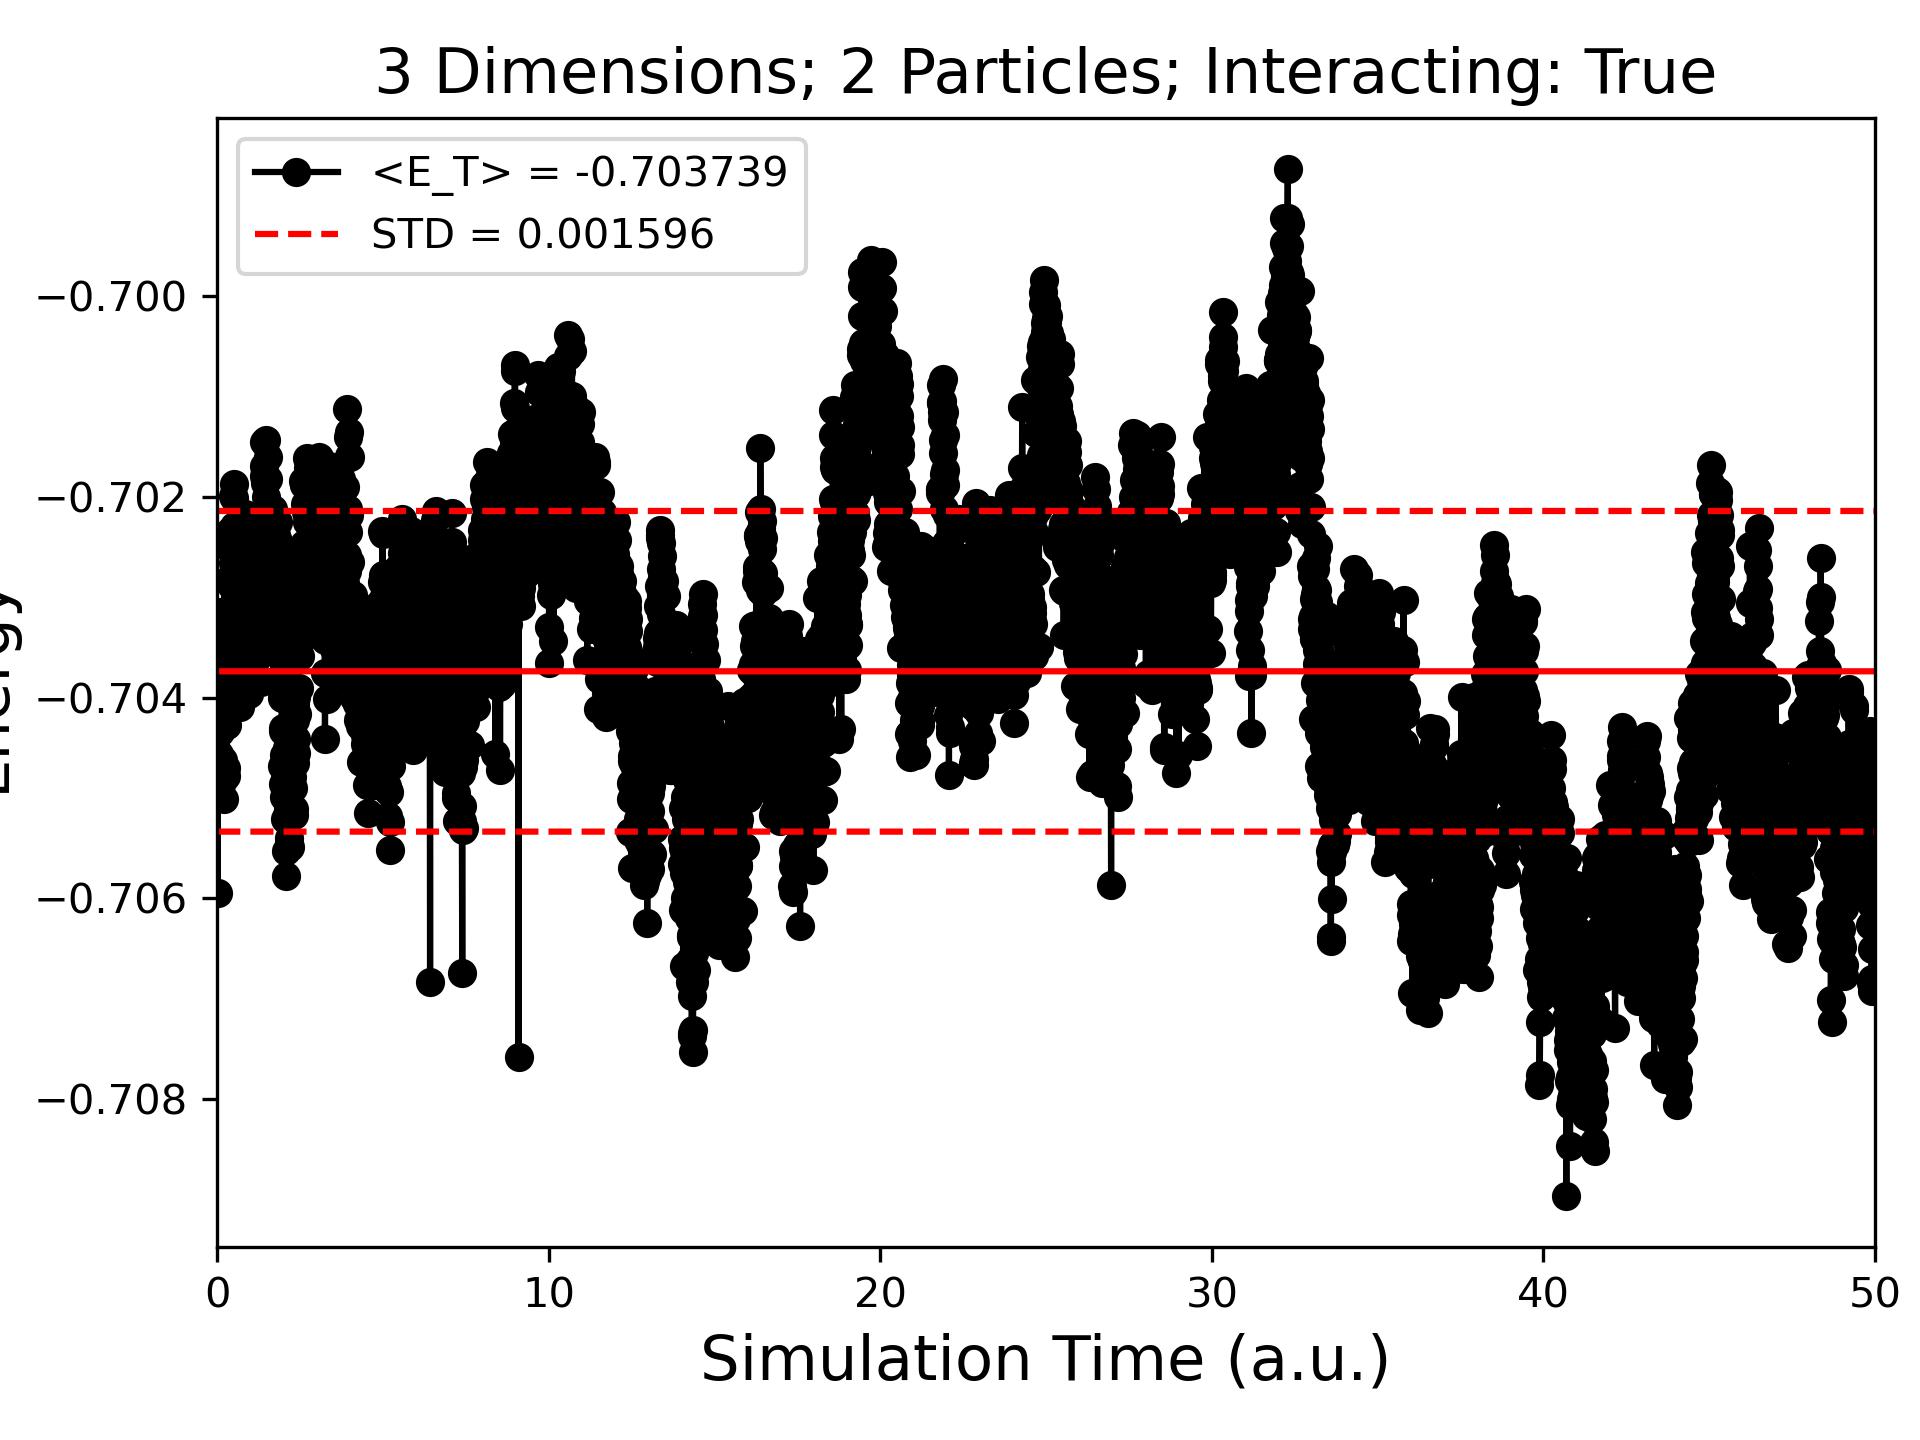 3 Dimensions; 2 Particles; Interacting: True
<E_T> = -0.703739
STD = 0.001596
−0.700
−0.702
−0.704
−0.706
−0.708
Energy
0 10 20 30 40 50
Simulation Time (a.u.)